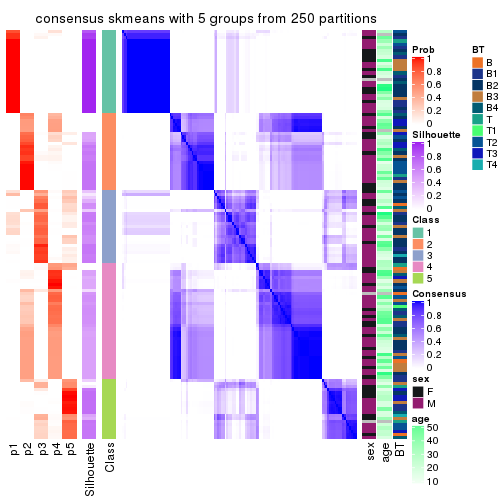 consensus skmeans with 5 groups from 250 partitions
p1
p2
p3
p4
p5
Silhouette
Class
sex
age
BT
Prob
1
0.8
0.6
0.4
0.2
0
Silhouette
1
0.8
0.6
0.4
0.2
0
Class
1
2
3
4
5
Consensus
1
0.8
0.6
0.4
0.2
0
sex
F
M
age
50
40
30
20
10
BT
B
B1
B2
B3
B4
T
T1
T2
T3
T4